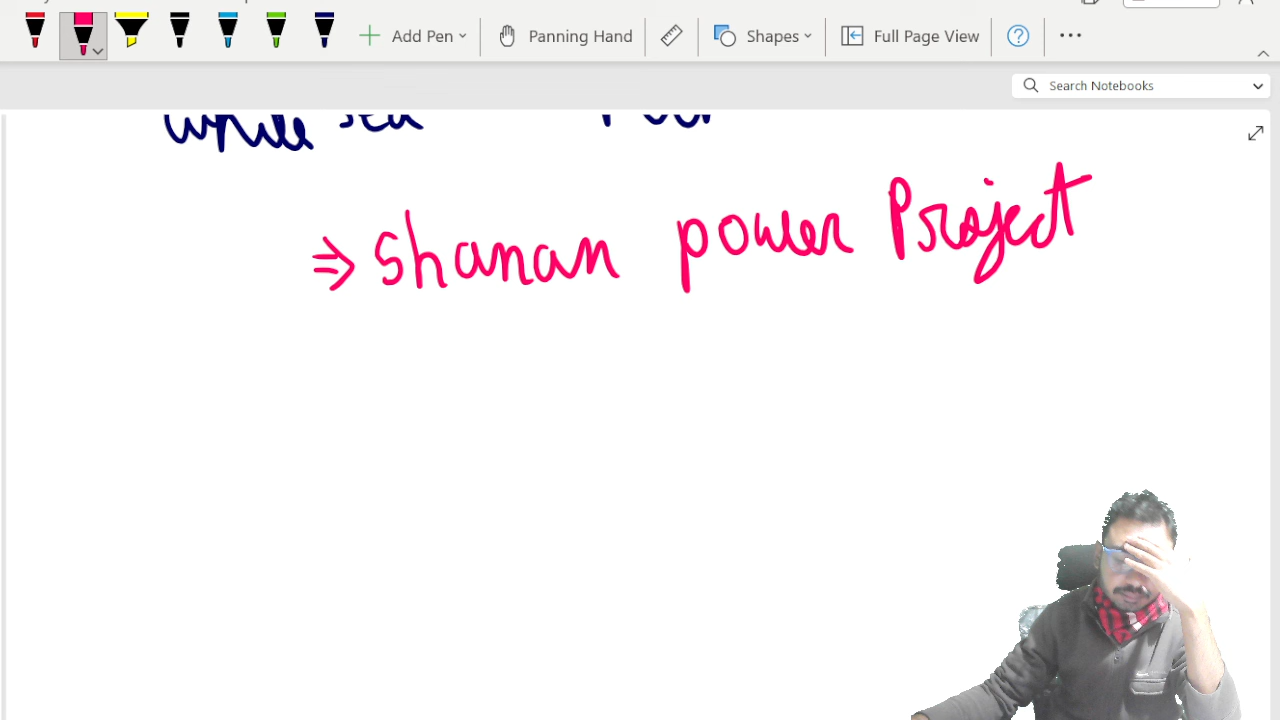 Add Pen
Panning Hand
Shapes
Full Page View
Search Notebooks
⇒ Shanan power Project